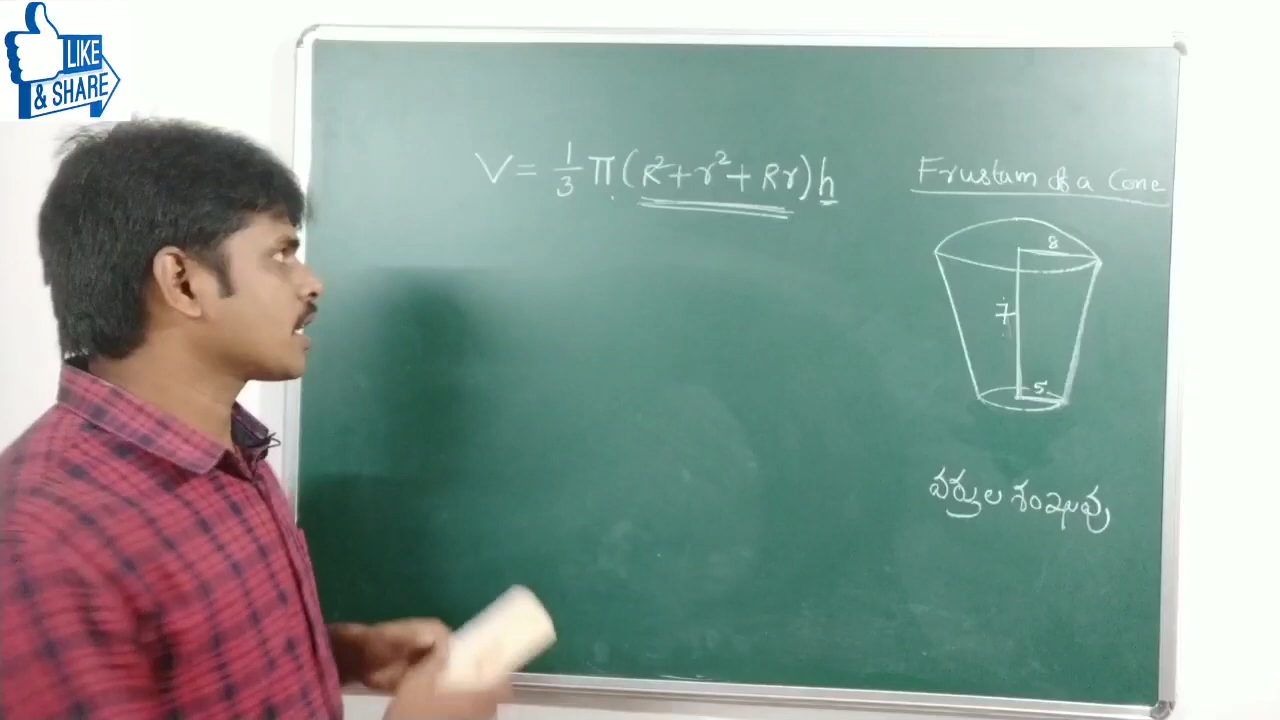 LIKE
& SHARE
V = 1/3 π (R² + r² + Rr) h
Frustum of a Cone
8
7
5
వర్తుల శంఖువు